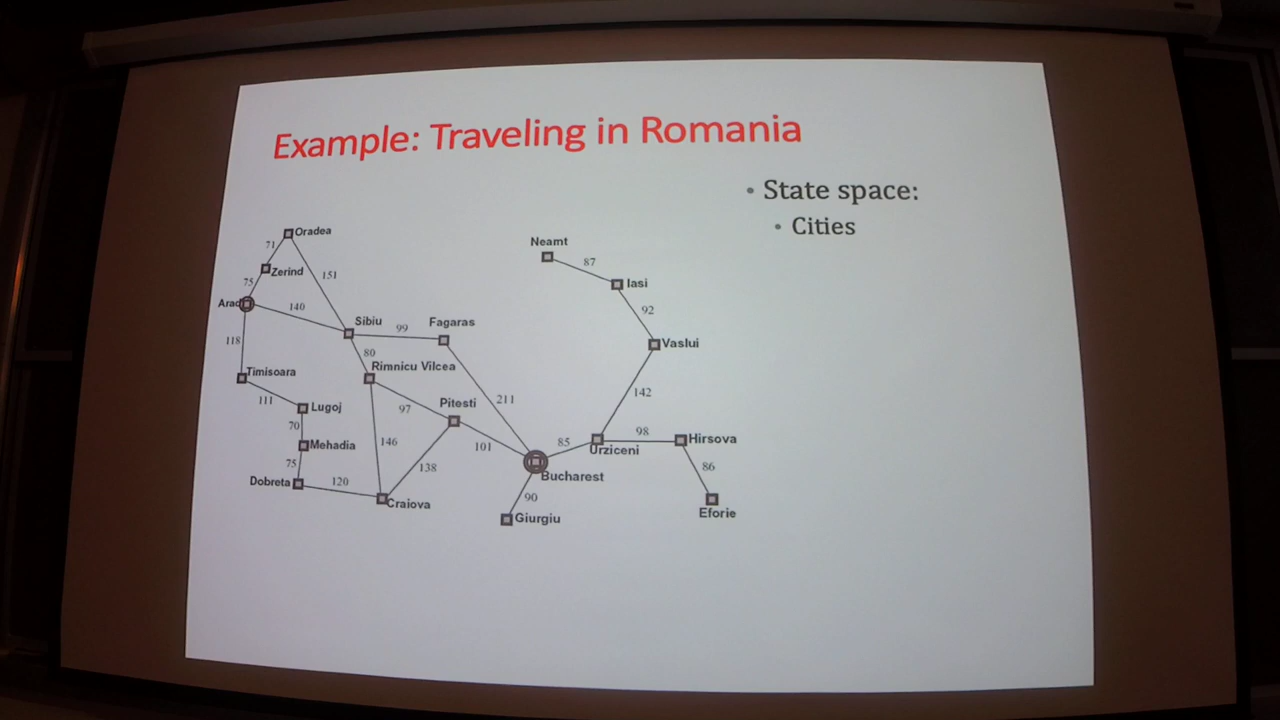 Example: Traveling in Romania
• State space:
• Cities
Oradea
Neamt
71
87
Zerind
151
Iasi
75
Arad
140
92
Sibiu
99
Fagaras
118
80
Vaslui
Timisoara
Rimnicu Vilcea
111
Lugoj
97
Pitesti
211
142
70
146
101
85
98
Mehadia
Urziceni
Hirsova
75
138
86
Dobreta
120
Bucharest
Craiova
90
Giurgiu
Eforie